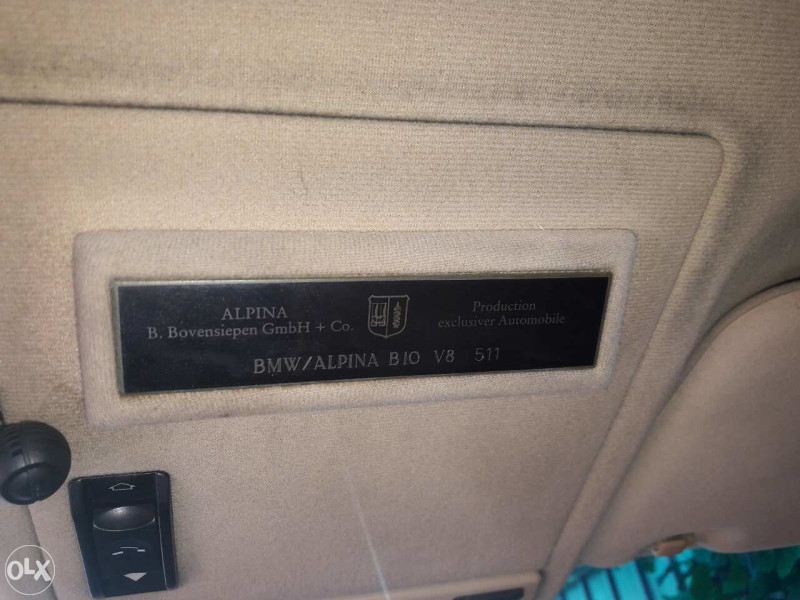 ALPINA
B. Bovensiepen GmbH + Co.
Production
exclusiver Automobile
BMW/ALPINA B10 V8 511
OLX